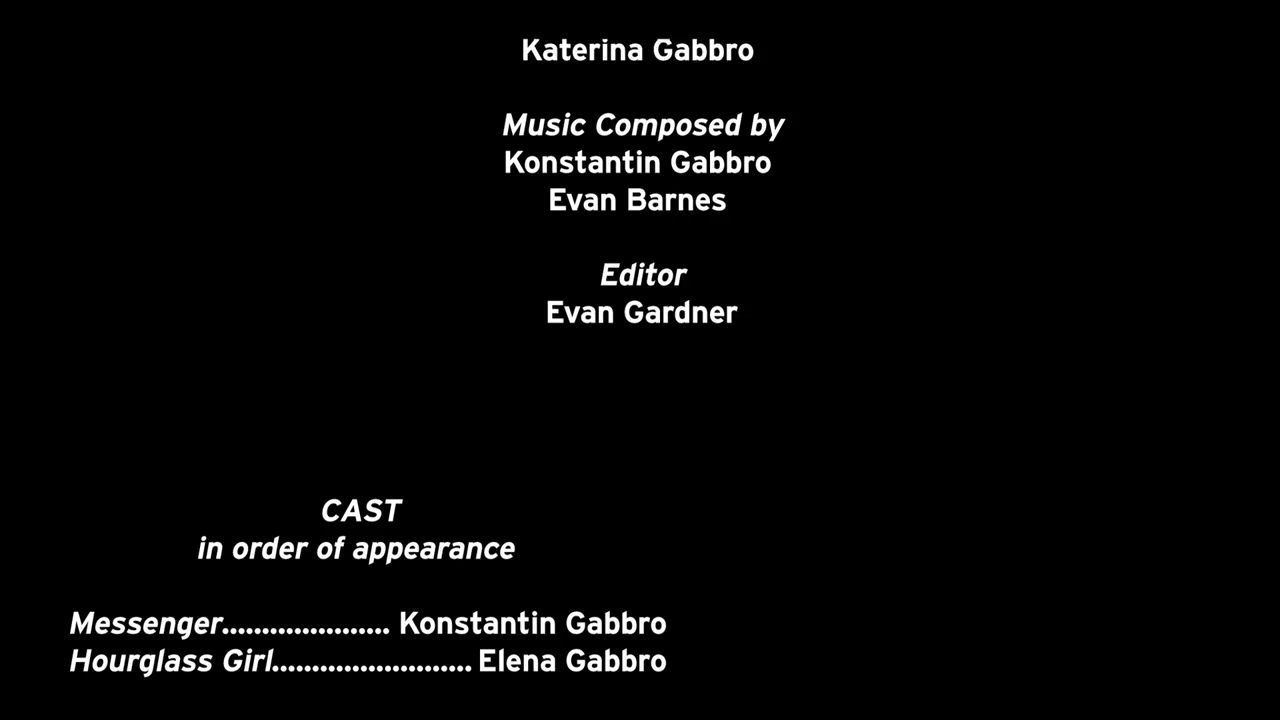 Katerina Gabbro
Music Composed by
Konstantin Gabbro
Evan Barnes
Editor
Evan Gardner
CAST
in order of appearance
Messenger..................... Konstantin Gabbro
Hourglass Girl......................... Elena Gabbro